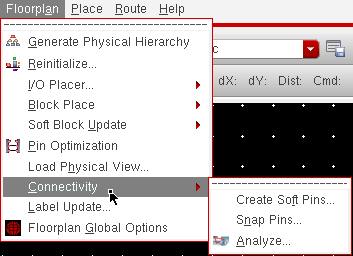 Floorplan Place Route Help
Generate Physical Hierarchy
Reinitialize...
I/O Placer...
Block Place
Soft Block Update
Pin Optimization
Load Physical View...
Connectivity
Label Update...
Floorplan Global Options
c
dX: dY: Dist: Cmd:
Create Soft Pins...
Snap Pins...
Analyze...